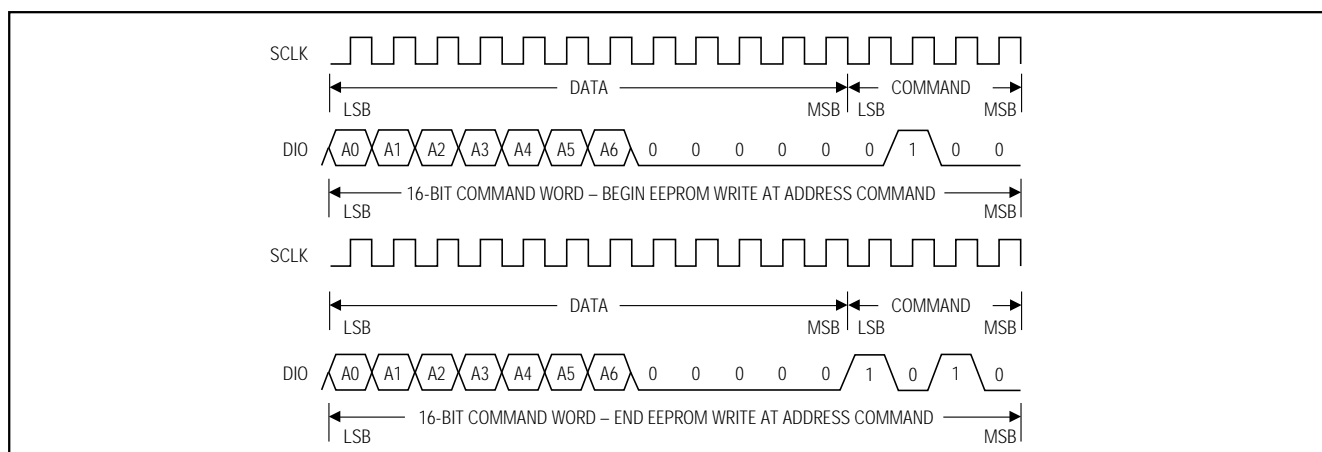 SCLK
DATA COMMAND
LSB MSB LSB MSB
DIO A0 A1 A2 A3 A4 A5 A6 0 0 0 0 0 0 1 0 0
16-BIT COMMAND WORD – BEGIN EEPROM WRITE AT ADDRESS COMMAND
LSB MSB
SCLK
DATA COMMAND
LSB MSB LSB MSB
DIO A0 A1 A2 A3 A4 A5 A6 0 0 0 0 0 1 0 1 0
16-BIT COMMAND WORD – END EEPROM WRITE AT ADDRESS COMMAND
LSB MSB